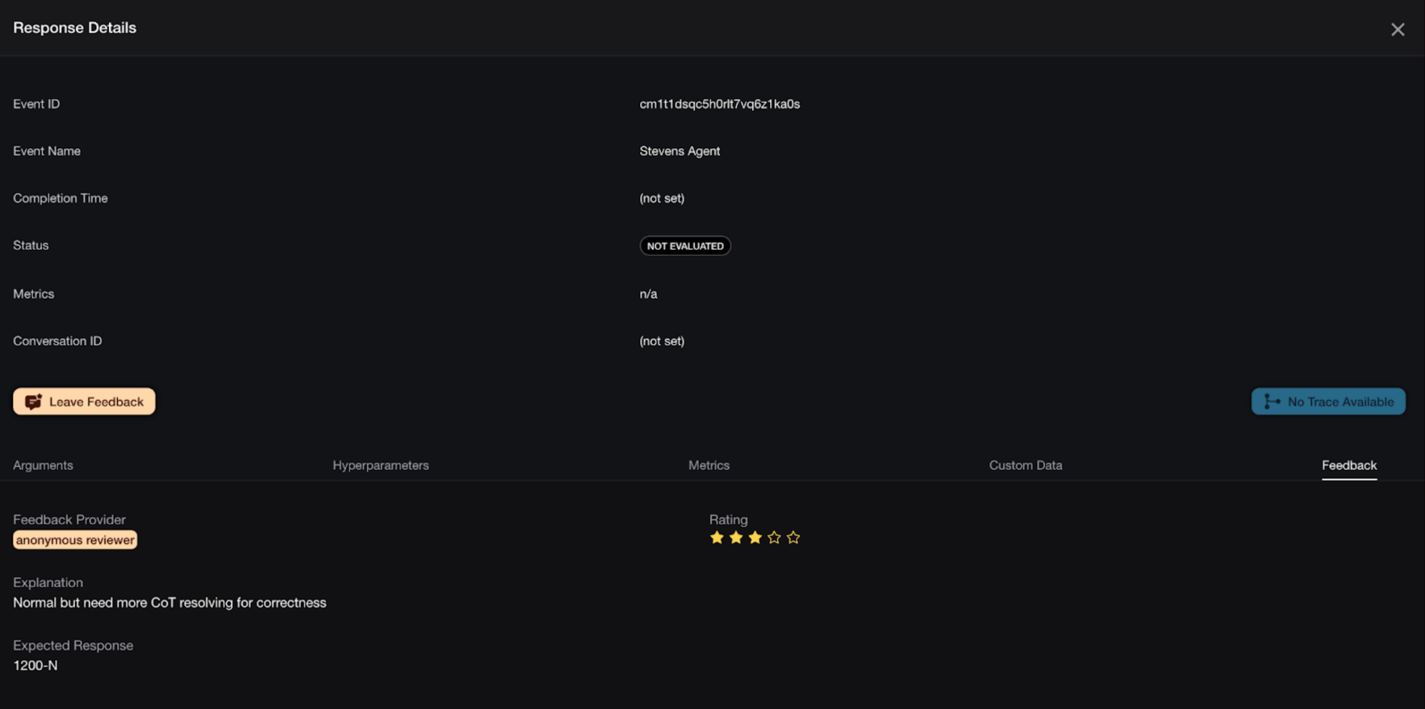 Response Details
Event ID cm1t1dsqc5h0rlt7vq6z1ka0s
Event Name Stevens Agent
Completion Time (not set)
Status NOT EVALUATED
Metrics n/a
Conversation ID (not set)
Leave Feedback No Trace Available
Arguments Hyperparameters Metrics Custom Data Feedback
Feedback Provider Rating
anonymous reviewer
Explanation
Normal but need more CoT resolving for correctness
Expected Response
1200-N